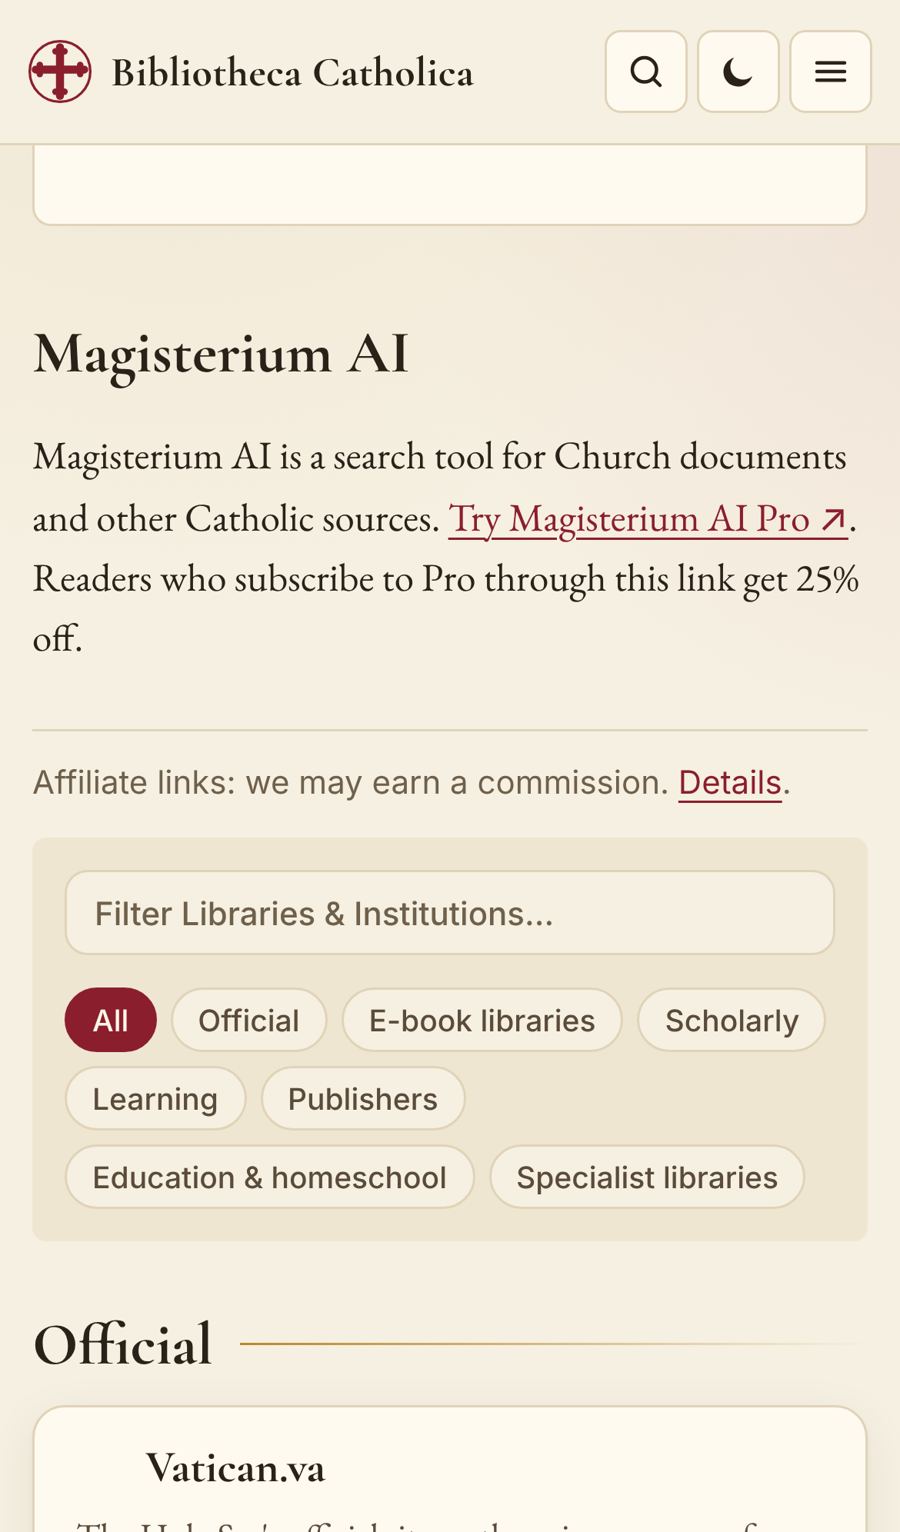 Bibliotheca Catholica
Magisterium AI
Magisterium AI is a search tool for Church documents
and other Catholic sources. Try Magisterium AI Pro ↗.
Readers who subscribe to Pro through this link get 25%
off.
Affiliate links: we may earn a commission. Details.
Filter Libraries & Institutions...
All Official E-book libraries Scholarly
Learning Publishers
Education & homeschool Specialist libraries
Official
Vatican.va